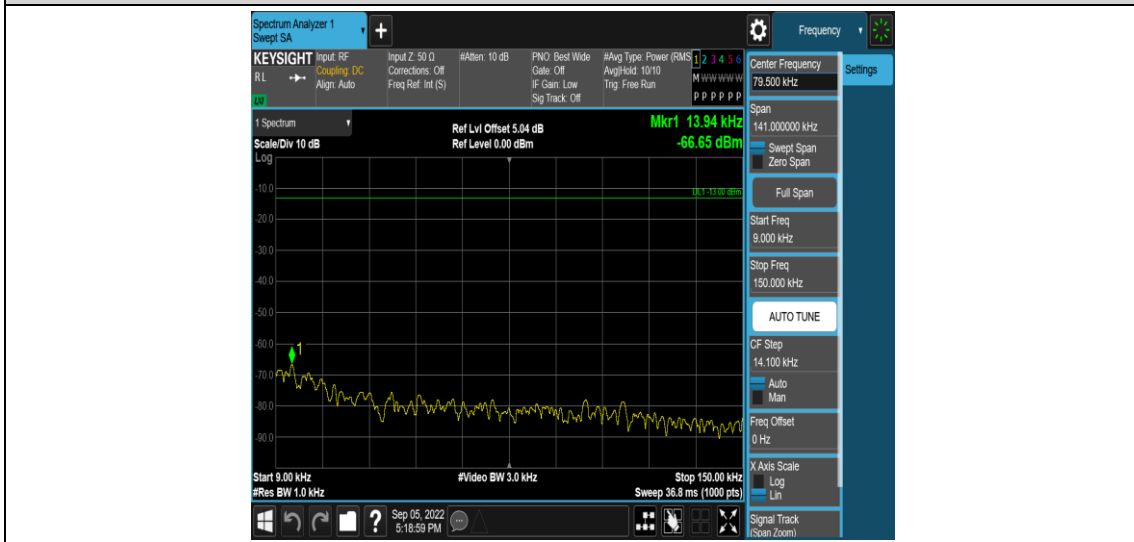 Spectrum Analyzer 1
Swept SA
+
Frequency
KEYSIGHT
RL
LXI
Input: RF
Coupling: DC
Align: Auto
Input Z: 50 Ω
Corrections: Off
Freq Ref: Int (S)
#Atten: 10 dB
PNO: Best Wide
Gate: Off
IF Gain: Low
Sig Track: Off
#Avg Type: Power (RMS
Avg|Hold: 10/10
Trig: Free Run
1 2 3 4 5 6
M W W W W W
P P P P P P
1 Spectrum
Scale/Div 10 dB
Log
Ref Lvl Offset 5.04 dB
Ref Level 0.00 dBm
Mkr1 13.94 kHz
-66.65 dBm
DL1 -13.00 dBm
-10.0
-20.0
-30.0
-40.0
-50.0
-60.0
1
-70.0
-80.0
-90.0
Start 9.00 kHz
#Res BW 1.0 kHz
#Video BW 3.0 kHz
Stop 150.00 kHz
Sweep 36.8 ms (1000 pts)
Center Frequency
79.500 kHz
Settings
Span
141.000000 kHz
Swept Span
Zero Span
Full Span
Start Freq
9.000 kHz
Stop Freq
150.000 kHz
AUTO TUNE
CF Step
14.100 kHz
Auto
Man
Freq Offset
0 Hz
X Axis Scale
Log
Lin
Signal Track
(Span Zoom)
?
Sep 05, 2022
5:18:59 PM